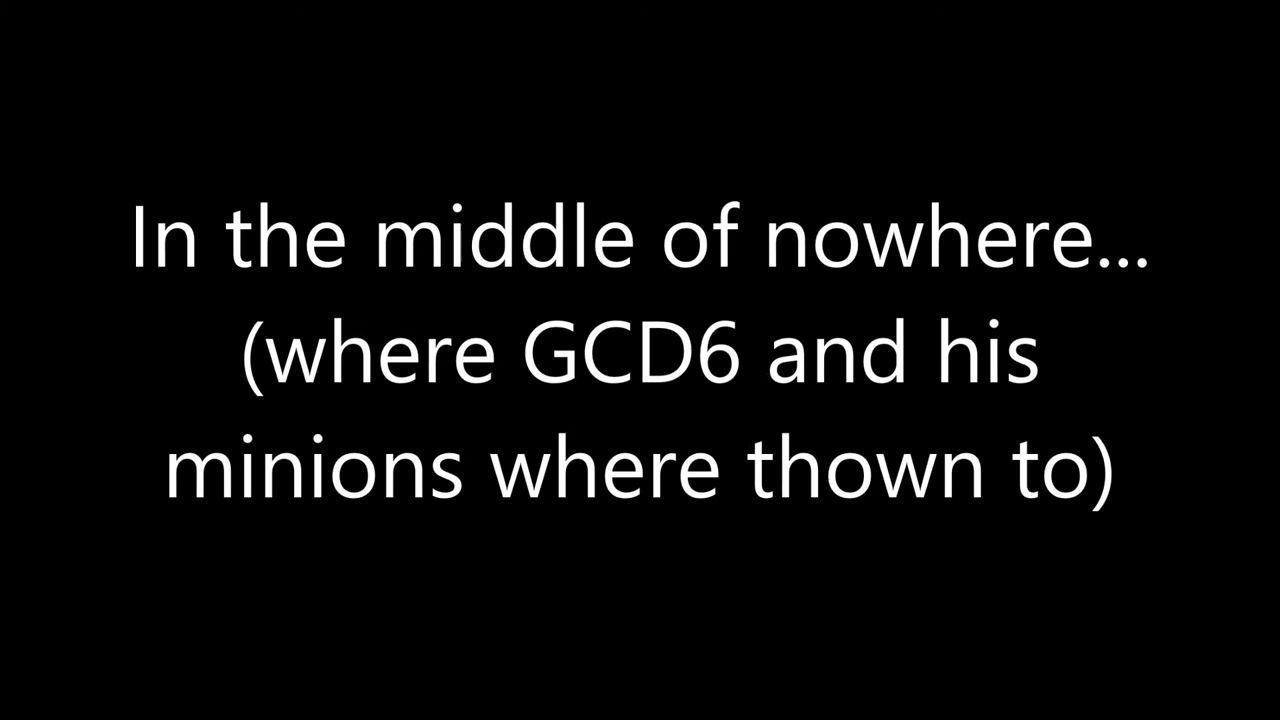 In the middle of nowhere...
(where GCD6 and his
minions where thown to)